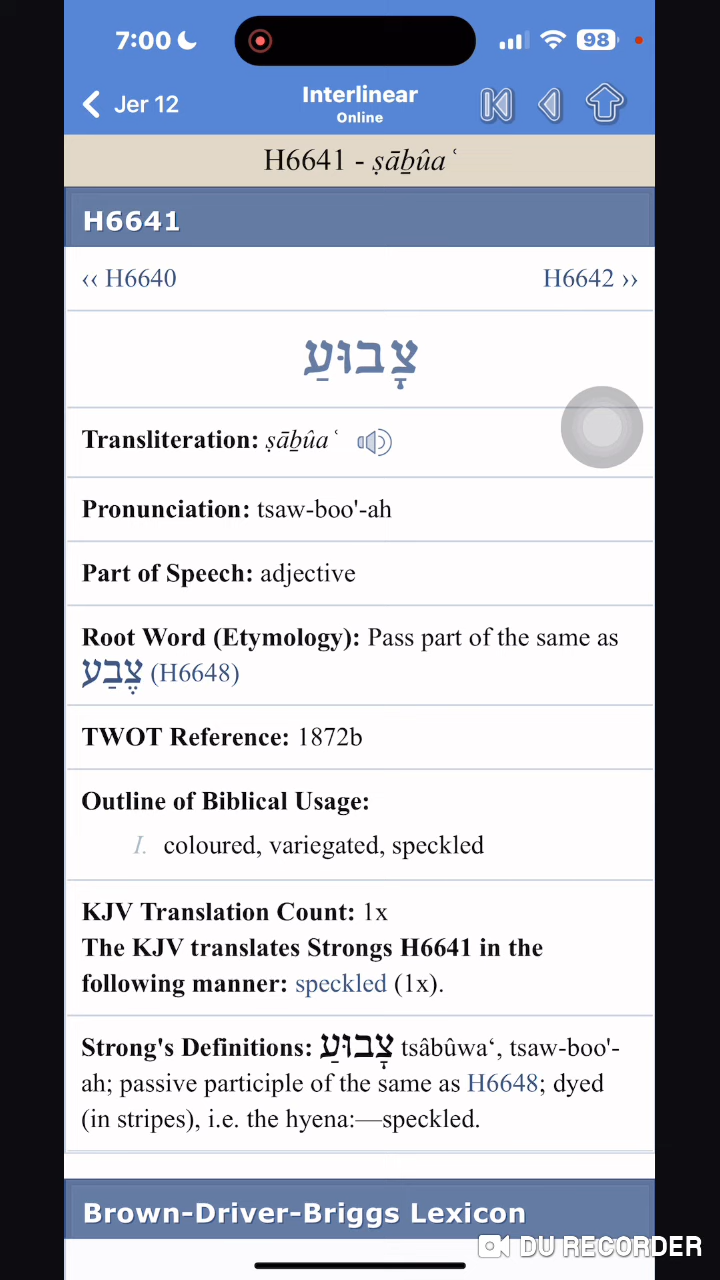 7:00
98
Jer 12
Interlinear
Online
H6641 - ṣāḇûaʿ
H6641
‹‹ H6640
H6642 ››
צָבוּעַ
Transliteration: ṣāḇûaʿ
Pronunciation: tsaw-boo'-ah
Part of Speech: adjective
Root Word (Etymology): Pass part of the same as
צֶבַע (H6648)
TWOT Reference: 1872b
Outline of Biblical Usage:
I. coloured, variegated, speckled
KJV Translation Count: 1x
The KJV translates Strongs H6641 in the
following manner: speckled (1x).
Strong's Definitions: צָבוּעַ tsâbûwaʻ, tsaw-boo'-
ah; passive participle of the same as H6648; dyed
(in stripes), i.e. the hyena:—speckled.
Brown-Driver-Briggs Lexicon
DU RECORDER